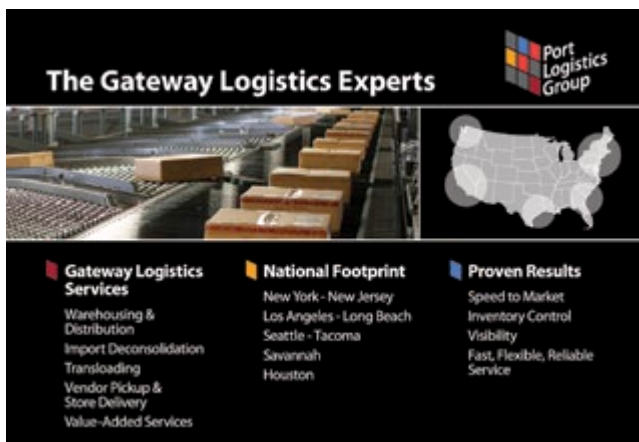 The Gateway Logistics Experts
Port
Logistics
Group
Gateway Logistics
Services
Warehousing &
Distribution
Import Deconsolidation
Transloading
Vendor Pickup &
Store Delivery
Value-Added Services
National Footprint
New York - New Jersey
Los Angeles - Long Beach
Seattle - Tacoma
Savannah
Houston
Proven Results
Speed to Market
Inventory Control
Visibility
Fast, Flexible, Reliable
Service